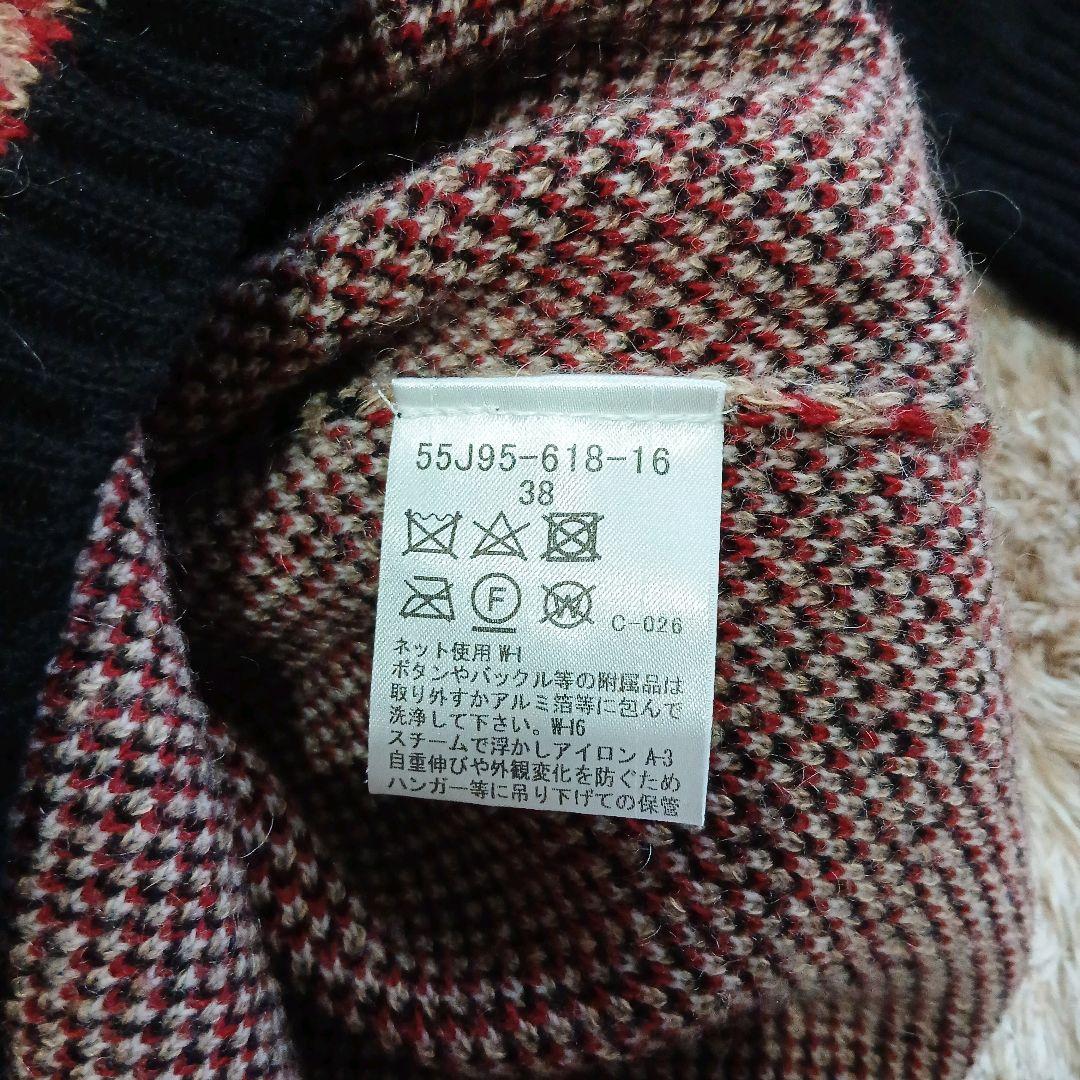 55J95-618-16
38
F W C-026
ネット使用 W-1
ボタンやバックル等の附属品は
取り外すかアルミ箔等に包んで
洗浄して下さい。W-16
スチームで浮かしアイロン A-3
自重伸びや外観変化を防ぐため
ハンガー等に吊り下げての保管